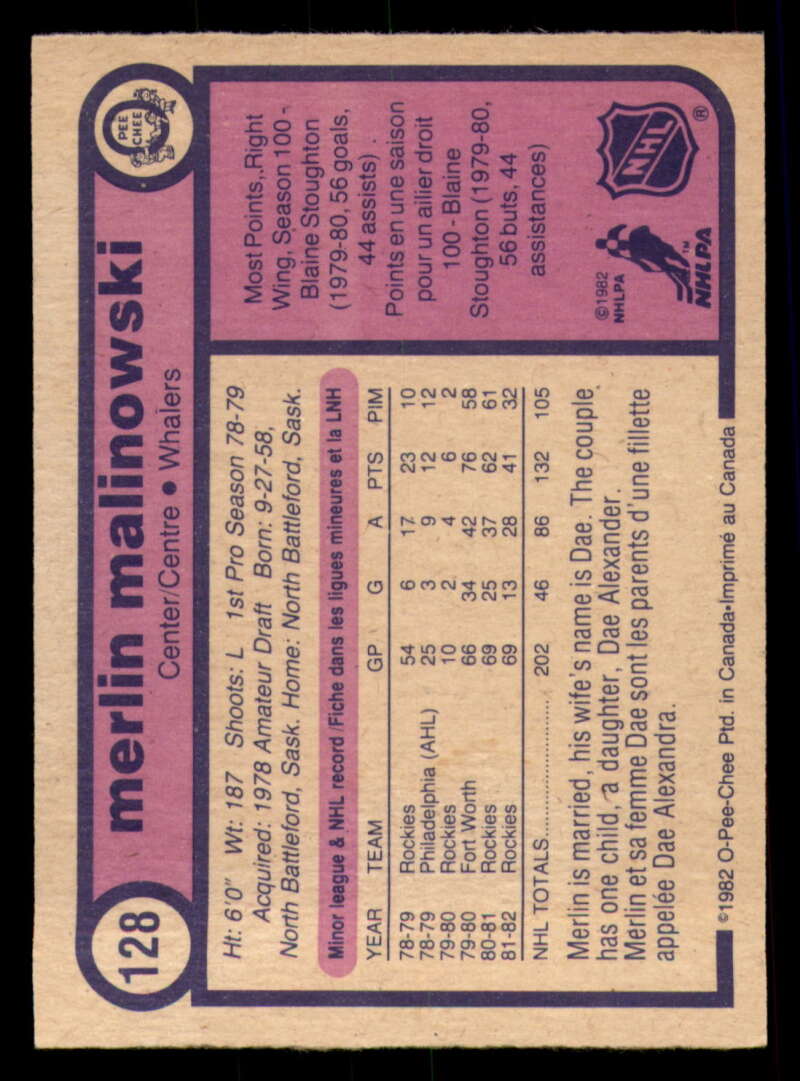 128
merlin malinowski
Center/Centre • Whalers
O
PEE
CHEE
Ht: 6'0" Wt: 187 Shoots: L 1st Pro Season 78-79
Acquired: 1978 Amateur Draft Born: 9-27-58,
North Battleford, Sask. Home: North Battleford, Sask.
Minor league & NHL record/Fiche dans les ligues mineures et la LNH
YEAR TEAM GP G A PTS PIM
78-79 Rockies 54 6 17 23 10
78-79 Philadelphia (AHL) 25 3 9 12 12
79-80 Rockies 10 2 4 6 2
79-80 Fort Worth 66 34 42 76 58
80-81 Rockies 69 25 37 62 61
81-82 Rockies 69 13 28 41 32
NHL TOTALS 202 46 86 132 105
Merlin is married, his wife's name is Dae. The couple
has one child, a daughter, Dae Alexander.
Merlin et sa femme Dae sont les parents d'une fillette
appelée Dae Alexandra.
©1982 O-Pee-Chee Ptd. in Canada•Imprimé au Canada
Most Points, Right
Wing, Season 100 -
Blaine Stoughton
(1979-80, 56 goals,
44 assists).
Points en une saison
pour un ailier droit
100 - Blaine
Stoughton (1979-80,
56 buts, 44
assistances)
©1982
NHLPA
NHLPA
™
NHL
®